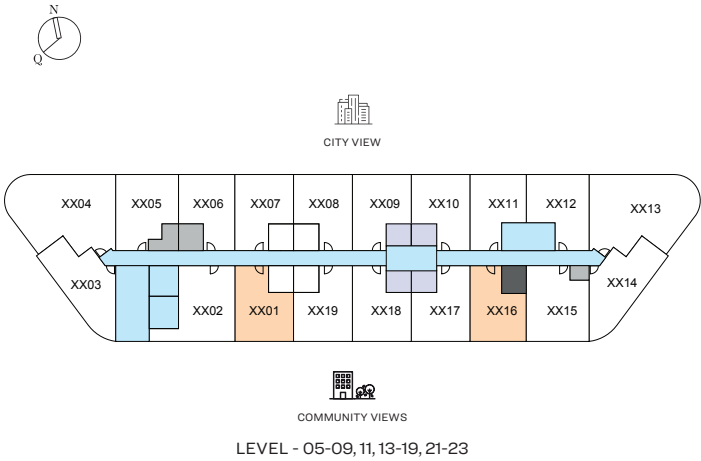 N
Q
CITY VIEW
XX04 XX05 XX06 XX07 XX08 XX09 XX10 XX11 XX12 XX13
XX03 XX14
XX02 XX01 XX19 XX18 XX17 XX16 XX15
COMMUNITY VIEWS
LEVEL - 05-09, 11, 13-19, 21-23